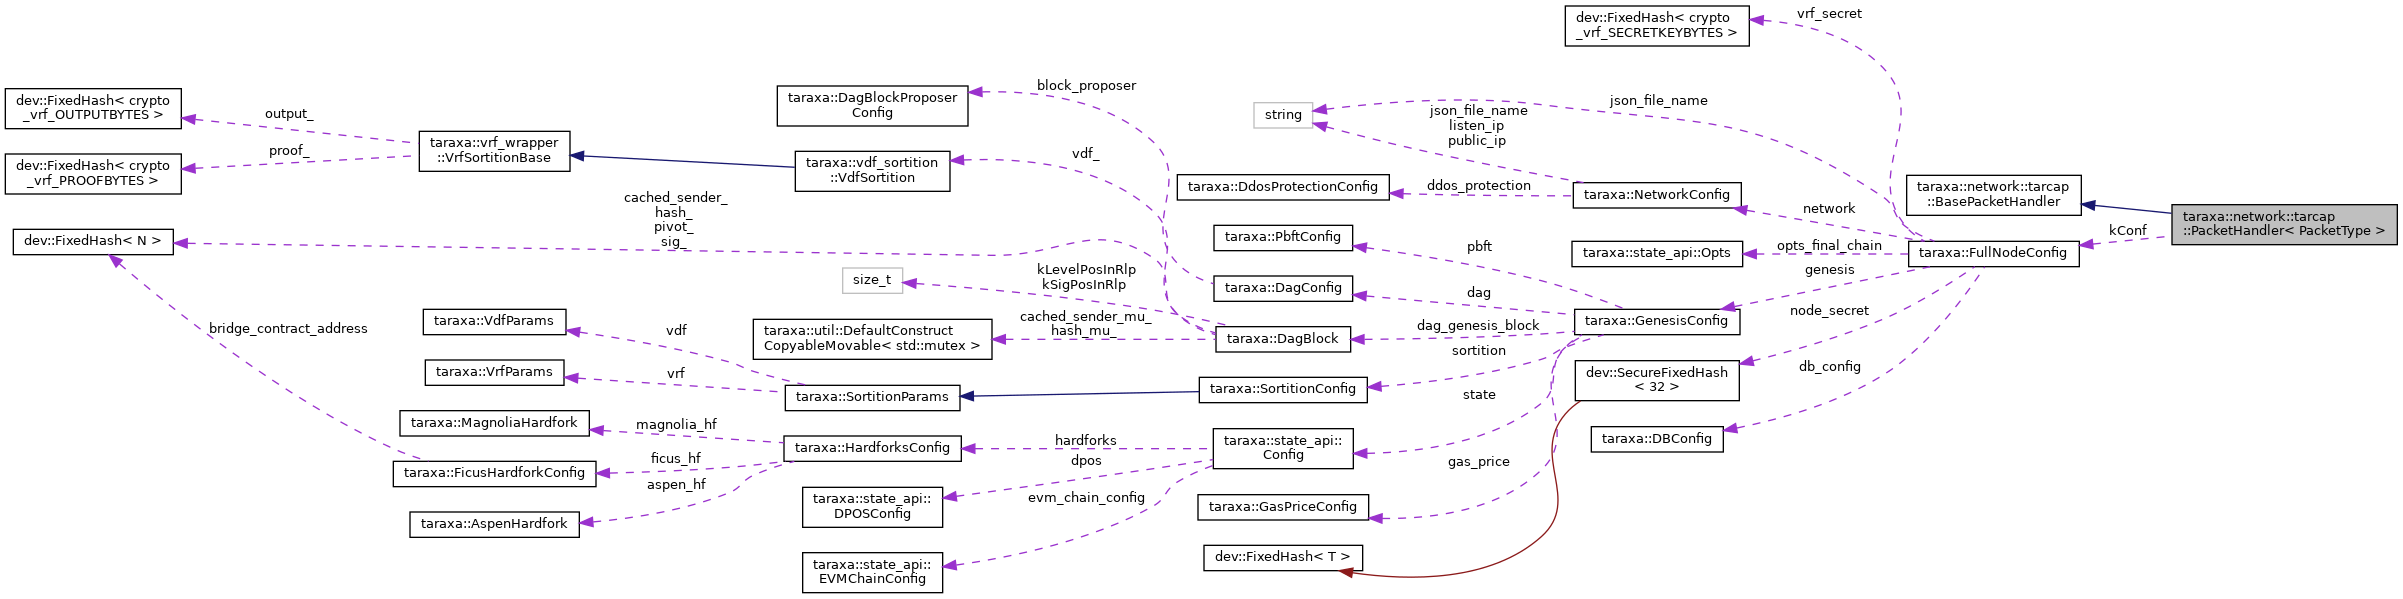 dev::FixedHash< crypto
_vrf_SECRETKEYBYTES >
vrf_secret
dev::FixedHash< crypto
_vrf_OUTPUTBYTES >
output_
dev::FixedHash< crypto
_vrf_PROOFBYTES >
proof_
taraxa::vrf_wrapper
::VrfSortitionBase
taraxa::DagBlockProposer
Config
block_proposer
taraxa::vdf_sortition
::VdfSortition
vdf_
string
json_file_name
json_file_name
listen_ip
public_ip
taraxa::DdosProtectionConfig
ddos_protection
taraxa::NetworkConfig
network
taraxa::network::tarcap
::BasePacketHandler
taraxa::network::tarcap
::PacketHandler< PacketType >
kConf
dev::FixedHash< N >
cached_sender_
hash_
pivot_
sig_
taraxa::PbftConfig
pbft
taraxa::state_api::Opts
opts_final_chain
taraxa::FullNodeConfig
size_t
kLevelPosInRlp
kSigPosInRlp
taraxa::DagConfig
dag
genesis
bridge_contract_address
taraxa::VdfParams
vdf
taraxa::util::DefaultConstruct
CopyableMovable< std::mutex >
cached_sender_mu_
hash_mu_
taraxa::DagBlock
dag_genesis_block
taraxa::GenesisConfig
node_secret
taraxa::VrfParams
vrf
taraxa::SortitionParams
taraxa::SortitionConfig
sortition
dev::SecureFixedHash
< 32 >
db_config
taraxa::MagnoliaHardfork
magnolia_hf
taraxa::HardforksConfig
hardforks
taraxa::state_api::
Config
state
taraxa::DBConfig
taraxa::FicusHardforkConfig
ficus_hf
dpos
gas_price
taraxa::AspenHardfork
aspen_hf
taraxa::state_api::
DPOSConfig
evm_chain_config
taraxa::GasPriceConfig
taraxa::state_api::
EVMChainConfig
dev::FixedHash< T >